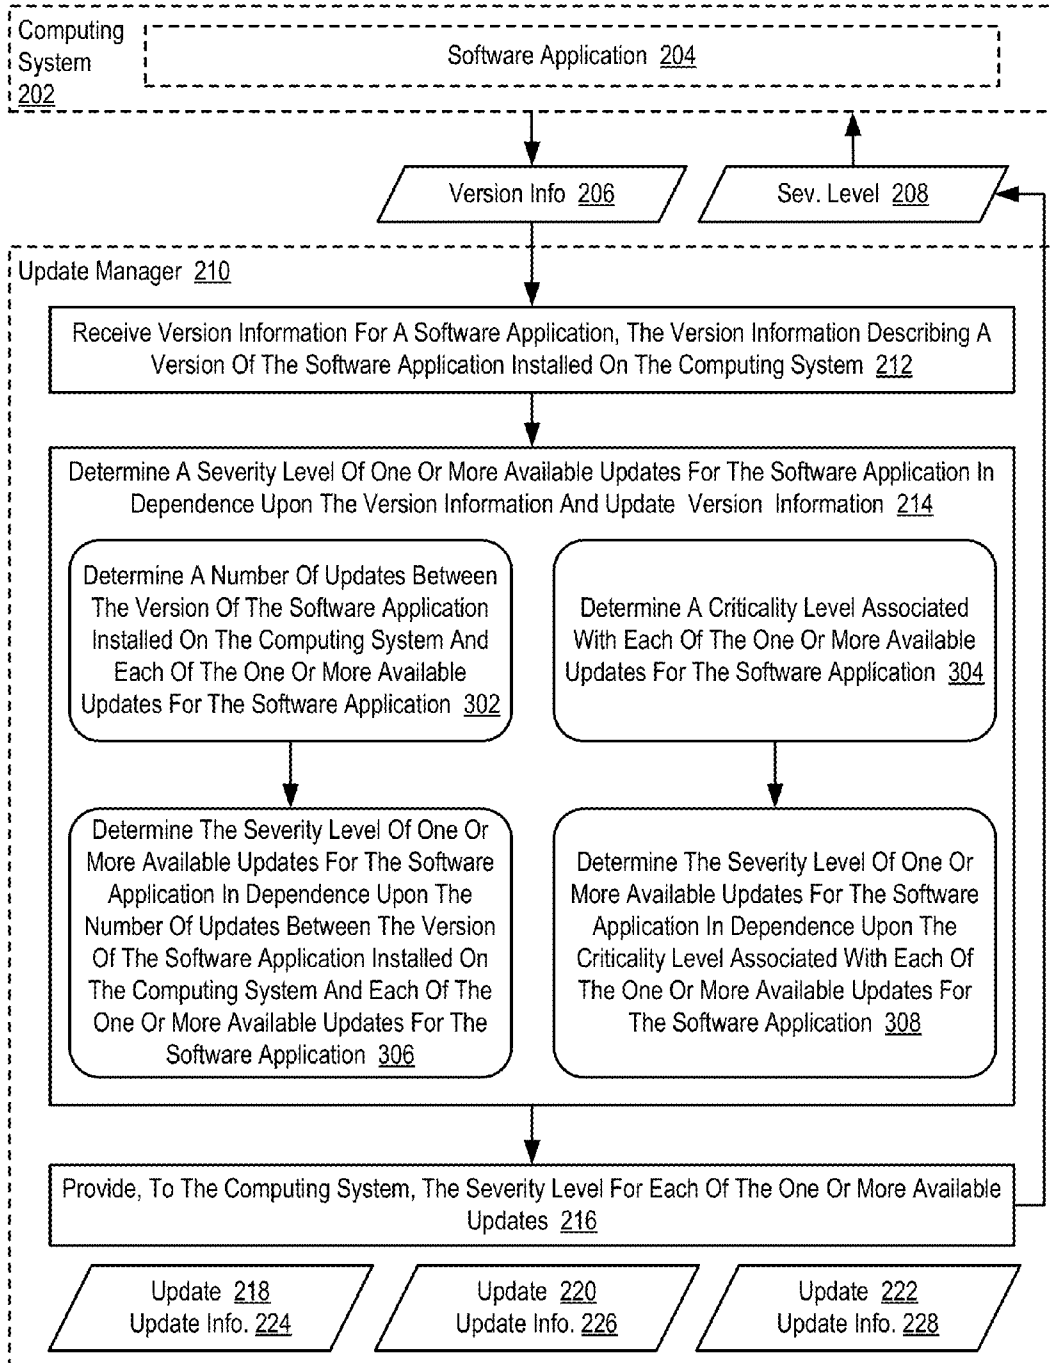 Computing
System
202
Software Application 204
Version Info 206
Sev. Level 208
Update Manager 210
Receive Version Information For A Software Application, The Version Information Describing A
Version Of The Software Application Installed On The Computing System 212
Determine A Severity Level Of One Or More Available Updates For The Software Application In
Dependence Upon The Version Information And Update Version Information 214
Determine A Number Of Updates Between
The Version Of The Software Application
Installed On The Computing System And
Each Of The One Or More Available
Updates For The Software Application 302
Determine A Criticality Level Associated
With Each Of The One Or More Available
Updates For The Software Application 304
Determine The Severity Level Of One Or
More Available Updates For The Software
Application In Dependence Upon The
Number Of Updates Between The Version
Of The Software Application Installed On
The Computing System And Each Of The
One Or More Available Updates For The
Software Application 306
Determine The Severity Level Of One Or
More Available Updates For The Software
Application In Dependence Upon The
Criticality Level Associated With Each Of
The One Or More Available Updates For
The Software Application 308
Provide, To The Computing System, The Severity Level For Each Of The One Or More Available
Updates 216
Update 218
Update Info. 224
Update 220
Update Info. 226
Update 222
Update Info. 228